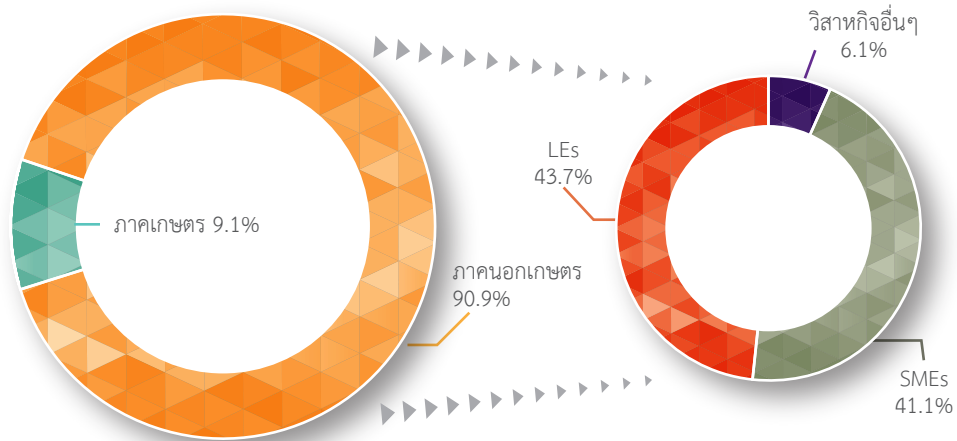 ภาคเกษตร 9.1%
ภาคนอกเกษตร
90.9%
วิสาหกิจอื่นๆ
6.1%
LEs
43.7%
SMEs
41.1%